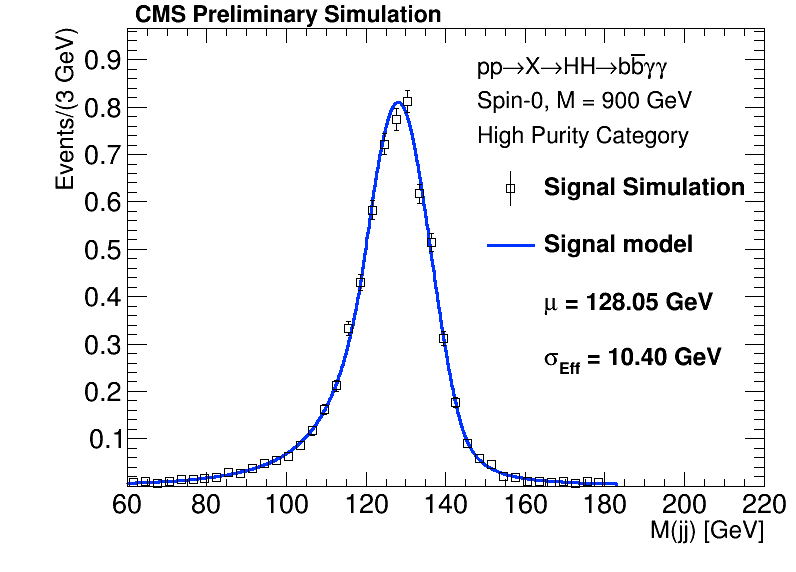 CMS Preliminary Simulation
Events/(3 GeV)
0.9
0.8
0.7
0.6
0.5
0.4
0.3
0.2
0.1
pp→X→HH→bb̅γγ
Spin-0, M = 900 GeV
High Purity Category
Signal Simulation
Signal model
μ = 128.05 GeV
σEff = 10.40 GeV
60 80 100 120 140 160 180 200 220
M(jj) [GeV]